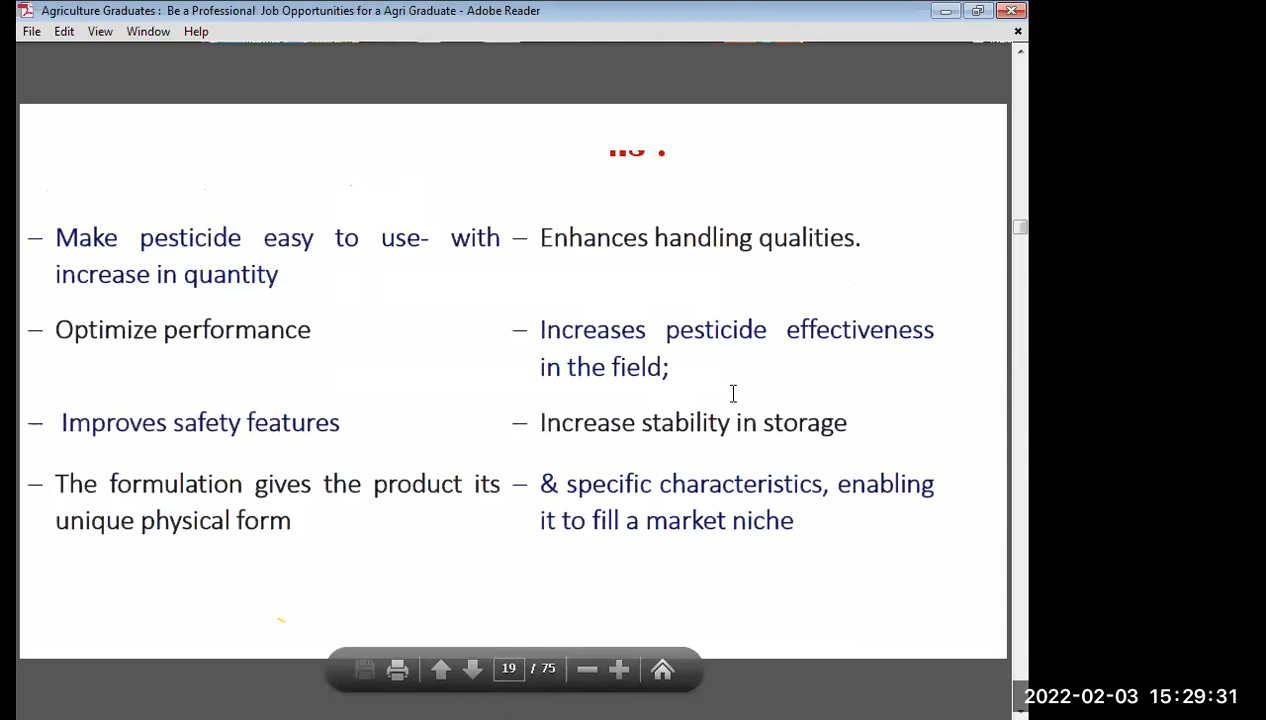 Agriculture Graduates : Be a Professional Job Opportunities for a Agri Graduate - Adobe Reader
File Edit View Window Help
– Make pesticide easy to use- with
increase in quantity
– Optimize performance
– Improves safety features
– The formulation gives the product its
unique physical form
– Enhances handling qualities.
– Increases pesticide effectiveness
in the field;
– Increase stability in storage
– & specific characteristics, enabling
it to fill a market niche
19 / 75
2022-02-03 15:29:31